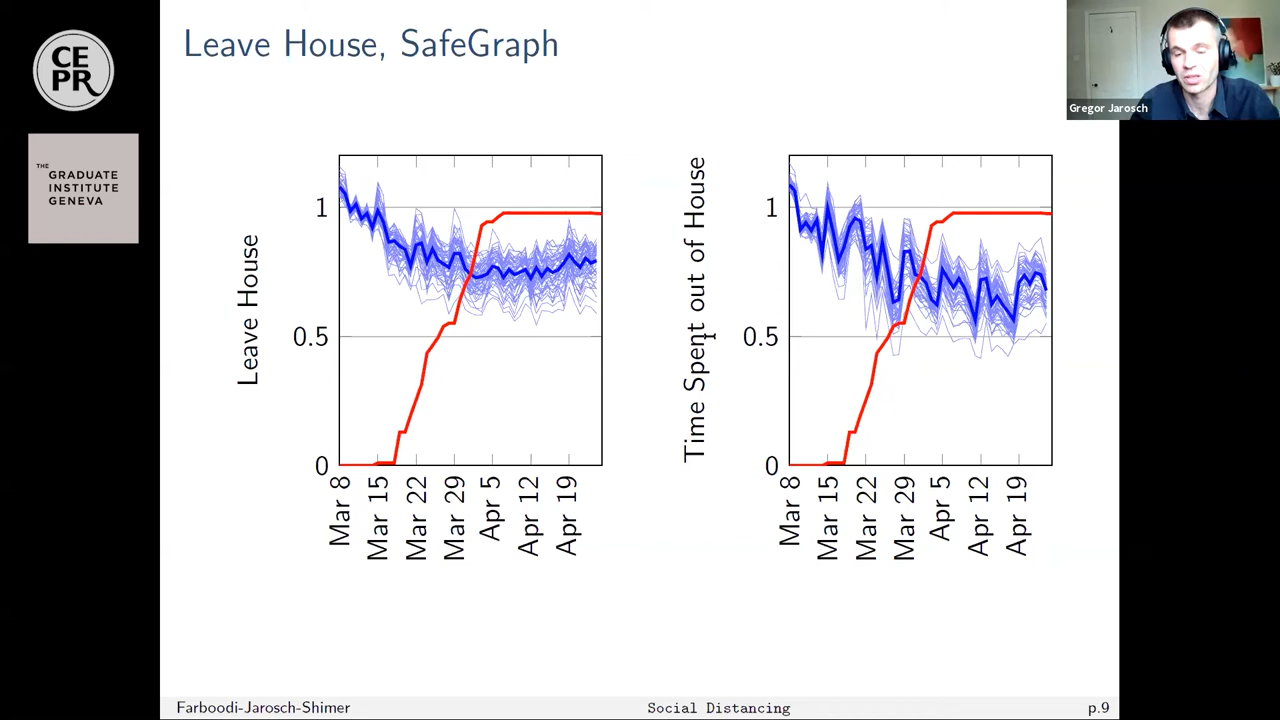 Leave House, SafeGraph
CE
PR
THE
GRADUATE
INSTITUTE
GENEVA
Gregor Jarosch
Leave House
1
0.5
0
Mar 8
Mar 15
Mar 22
Mar 29
Apr 5
Apr 12
Apr 19
Time Spent out of House
1
0.5
0
Mar 8
Mar 15
Mar 22
Mar 29
Apr 5
Apr 12
Apr 19
Farboodi-Jarosch-Shimer
Social Distancing
p.9